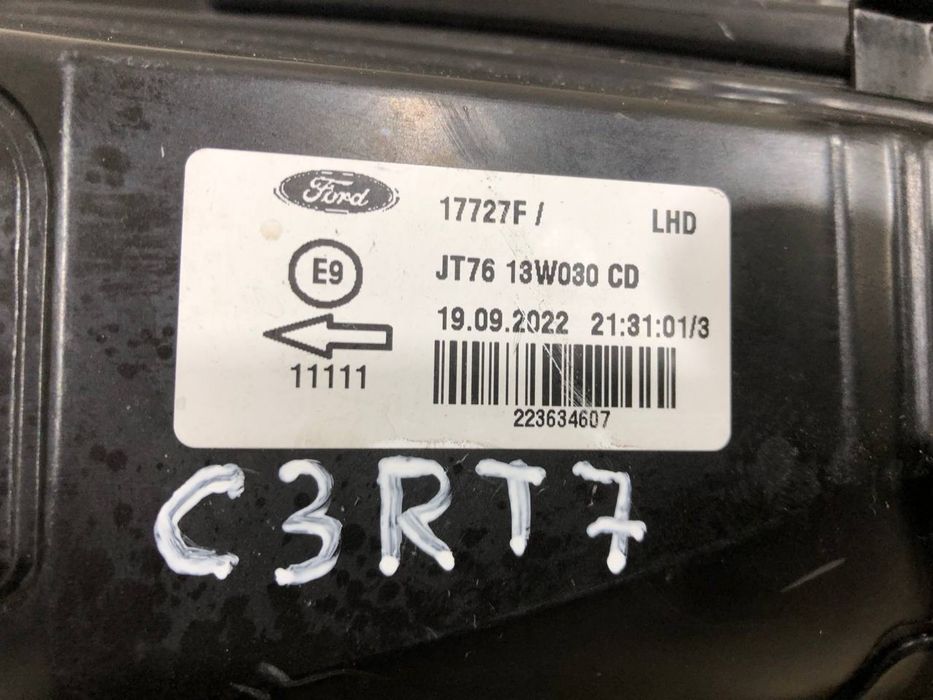 Ford
17727F / LHD
E9
JT76 13W030 CD
19.09.2022 21:31:01/3
11111
223634607
C3RT7